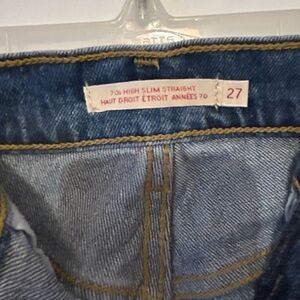 70s HIGH SLIM STRAIGHT
HAUT DROIT ÉTROIT ANNÉES 70
27